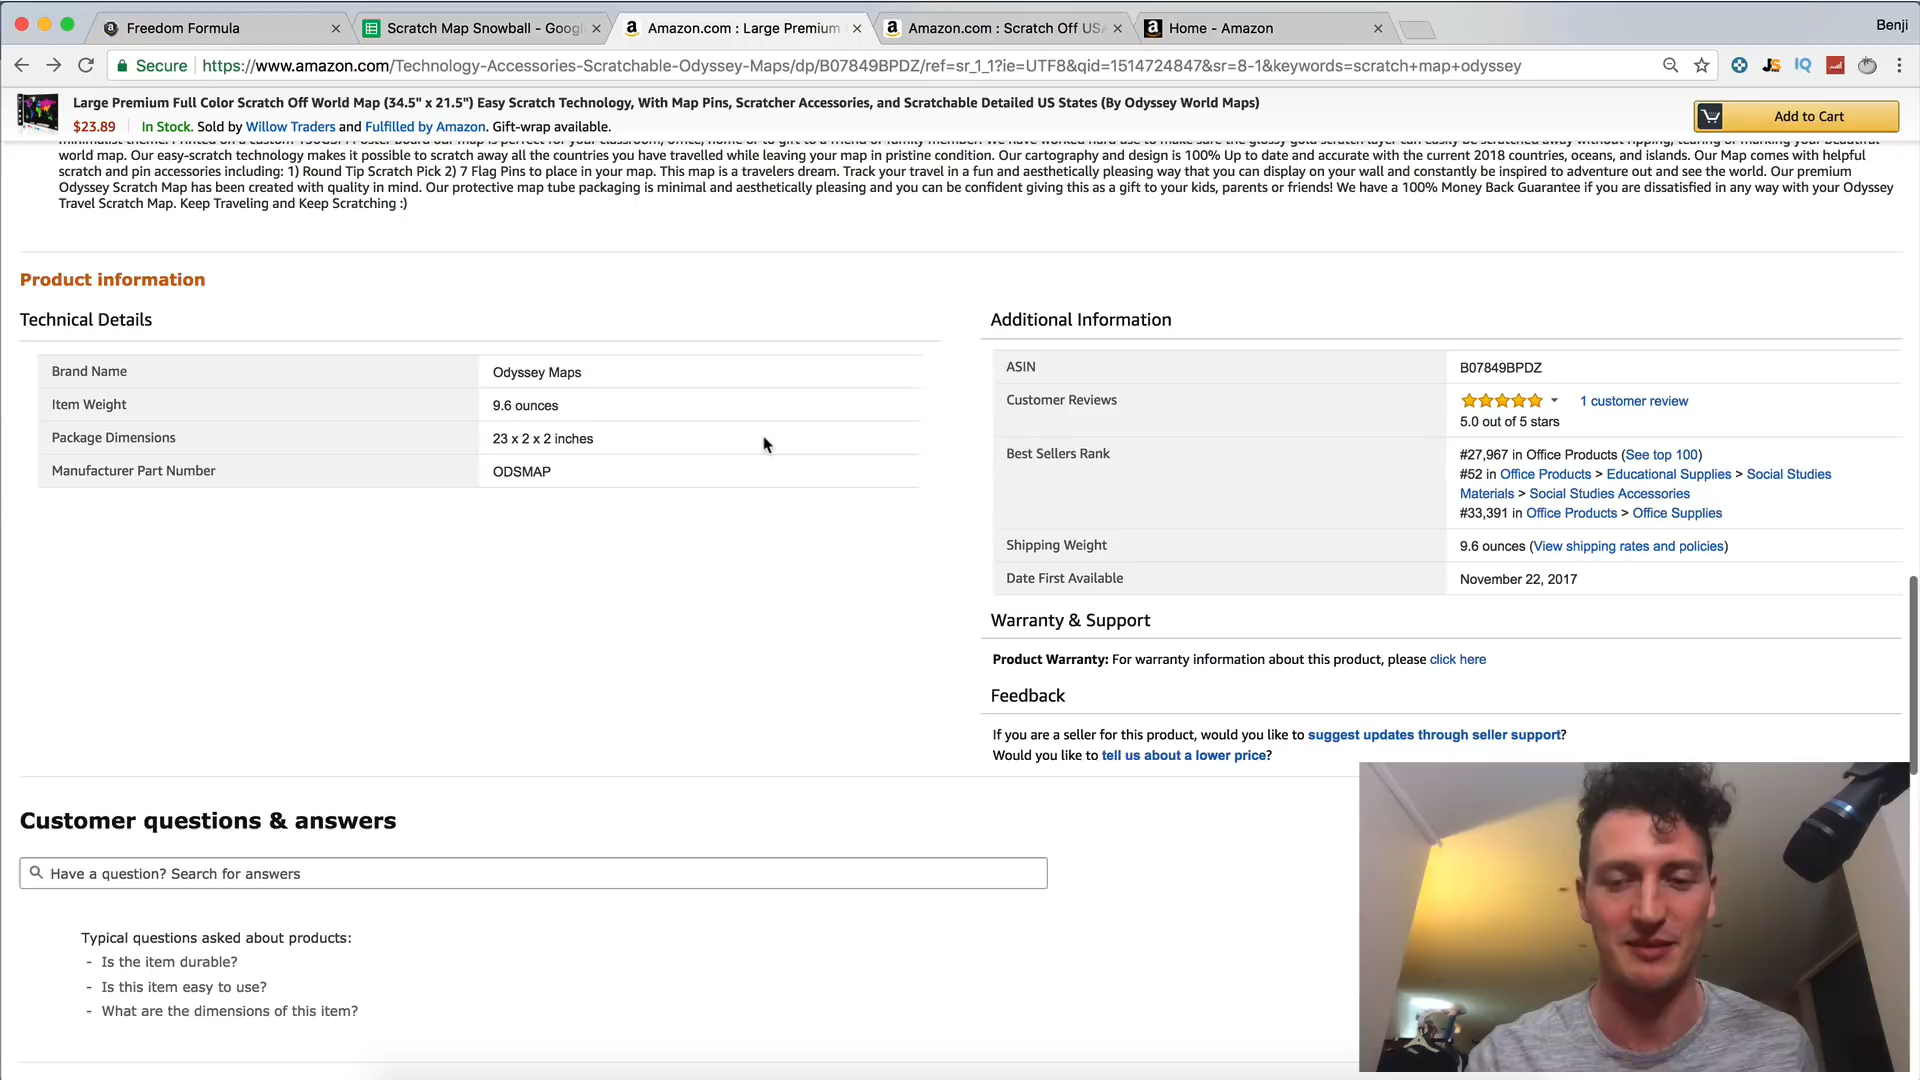 Freedom Formula
Scratch Map Snowball - Googl
Amazon.com : Large Premium
Amazon.com : Scratch Off USA
Home - Amazon
Benji
Secure https://www.amazon.com/Technology-Accessories-Scratchable-Odyssey-Maps/dp/B07849BPDZ/ref=sr_1_1?ie=UTF8&qid=1514724847&sr=8-1&keywords=scratch+map+odyssey
Large Premium Full Color Scratch Off World Map (34.5" x 21.5") Easy Scratch Technology, With Map Pins, Scratcher Accessories, and Scratchable Detailed US States (By Odyssey World Maps)
$23.89 In Stock. Sold by Willow Traders and Fulfilled by Amazon. Gift-wrap available.
Add to Cart
world map. Our easy-scratch technology makes it possible to scratch away all the countries you have travelled while leaving your map in pristine condition. Our cartography and design is 100% Up to date and accurate with the current 2018 countries, oceans, and islands. Our Map comes with helpful
scratch and pin accessories including: 1) Round Tip Scratch Pick 2) 7 Flag Pins to place in your map. This map is a travelers dream. Track your travel in a fun and aesthetically pleasing way that you can display on your wall and constantly be inspired to adventure out and see the world. Our premium
Odyssey Scratch Map has been created with quality in mind. Our protective map tube packaging is minimal and aesthetically pleasing and you can be confident giving this as a gift to your kids, parents or friends! We have a 100% Money Back Guarantee if you are dissatisfied in any way with your Odyssey
Travel Scratch Map. Keep Traveling and Keep Scratching :)
Product information
Technical Details
Brand Name Odyssey Maps
Item Weight 9.6 ounces
Package Dimensions 23 x 2 x 2 inches
Manufacturer Part Number ODSMAP
Additional Information
ASIN B07849BPDZ
Customer Reviews 1 customer review
5.0 out of 5 stars
Best Sellers Rank #27,967 in Office Products (See top 100)
#52 in Office Products > Educational Supplies > Social Studies
Materials > Social Studies Accessories
#33,391 in Office Products > Office Supplies
Shipping Weight 9.6 ounces (View shipping rates and policies)
Date First Available November 22, 2017
Warranty & Support
Product Warranty: For warranty information about this product, please click here
Feedback
If you are a seller for this product, would you like to suggest updates through seller support?
Would you like to tell us about a lower price?
Customer questions & answers
Have a question? Search for answers
Typical questions asked about products:
- Is the item durable?
- Is this item easy to use?
- What are the dimensions of this item?